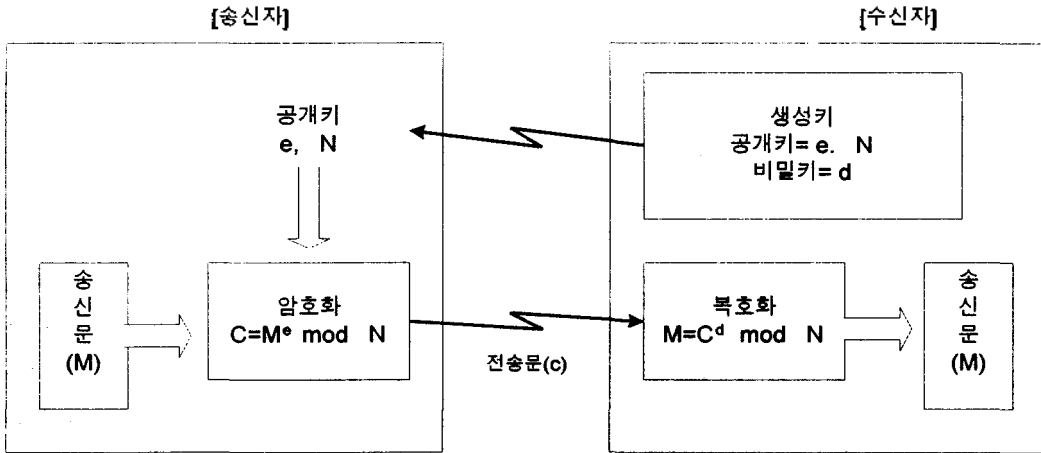 [송신자]
[수신자]
공개키
e, N
생성키
공개키= e. N
비밀키= d
송
신
문
(M)
암호화
C=Mᵉ mod N
전송문(c)
복호화
M=Cᵈ mod N
송
신
문
(M)